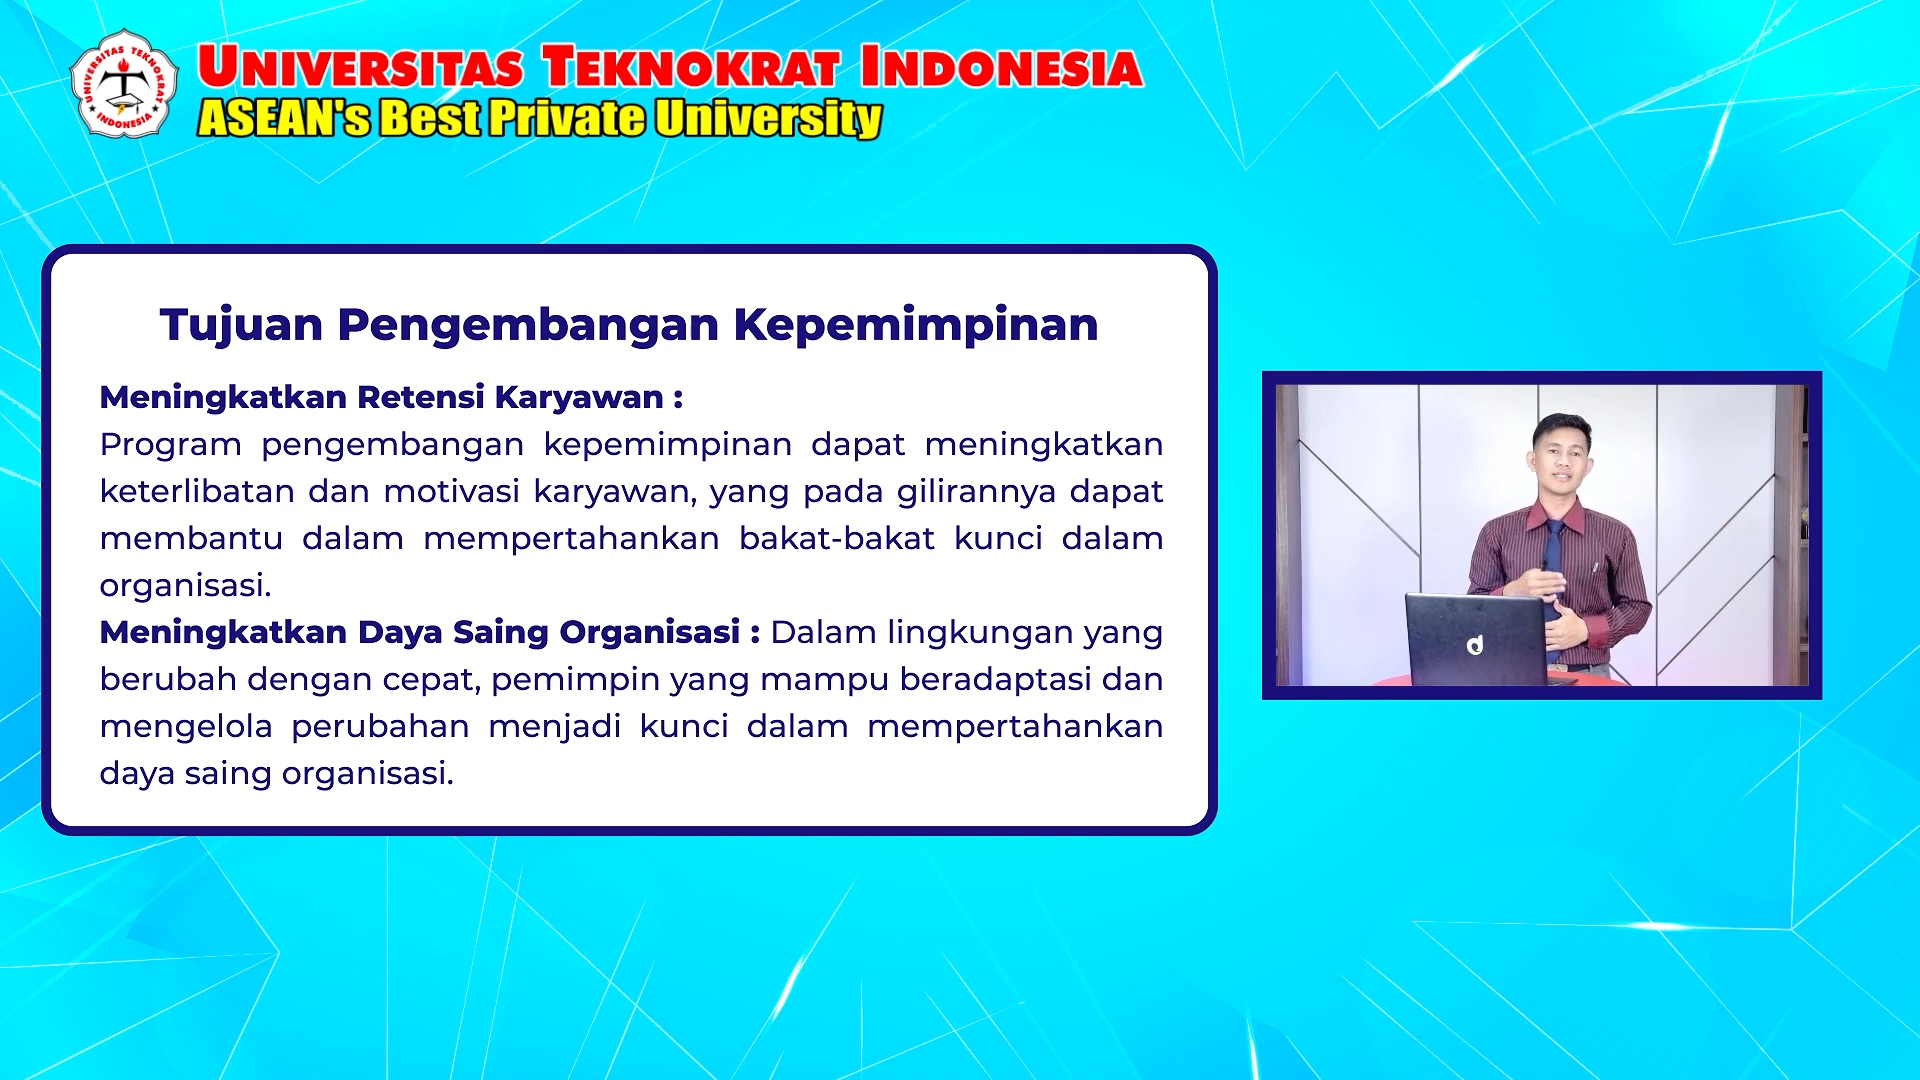 UNIVERSITAS TEKNOKRAT
INDONESIA
UNIVERSITAS TEKNOKRAT INDONESIA
ASEAN's Best Private University
Tujuan Pengembangan Kepemimpinan
Meningkatkan Retensi Karyawan :
Program pengembangan kepemimpinan dapat meningkatkan
keterlibatan dan motivasi karyawan, yang pada gilirannya dapat
membantu dalam mempertahankan bakat-bakat kunci dalam
organisasi.
Meningkatkan Daya Saing Organisasi : Dalam lingkungan yang
berubah dengan cepat, pemimpin yang mampu beradaptasi dan
mengelola perubahan menjadi kunci dalam mempertahankan
daya saing organisasi.